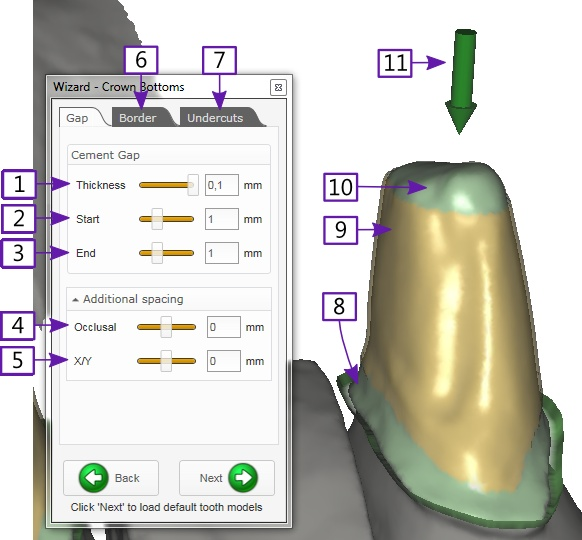 11
6
7
Wizard - Crown Bottoms
Gap Border Undercuts
Cement Gap
1 Thickness 0,1 mm
10
2 Start 1 mm
9
3 End 1 mm
Additional spacing
8
4 Occlusal 0 mm
5 X/Y 0 mm
Back Next
Click 'Next' to load default tooth models